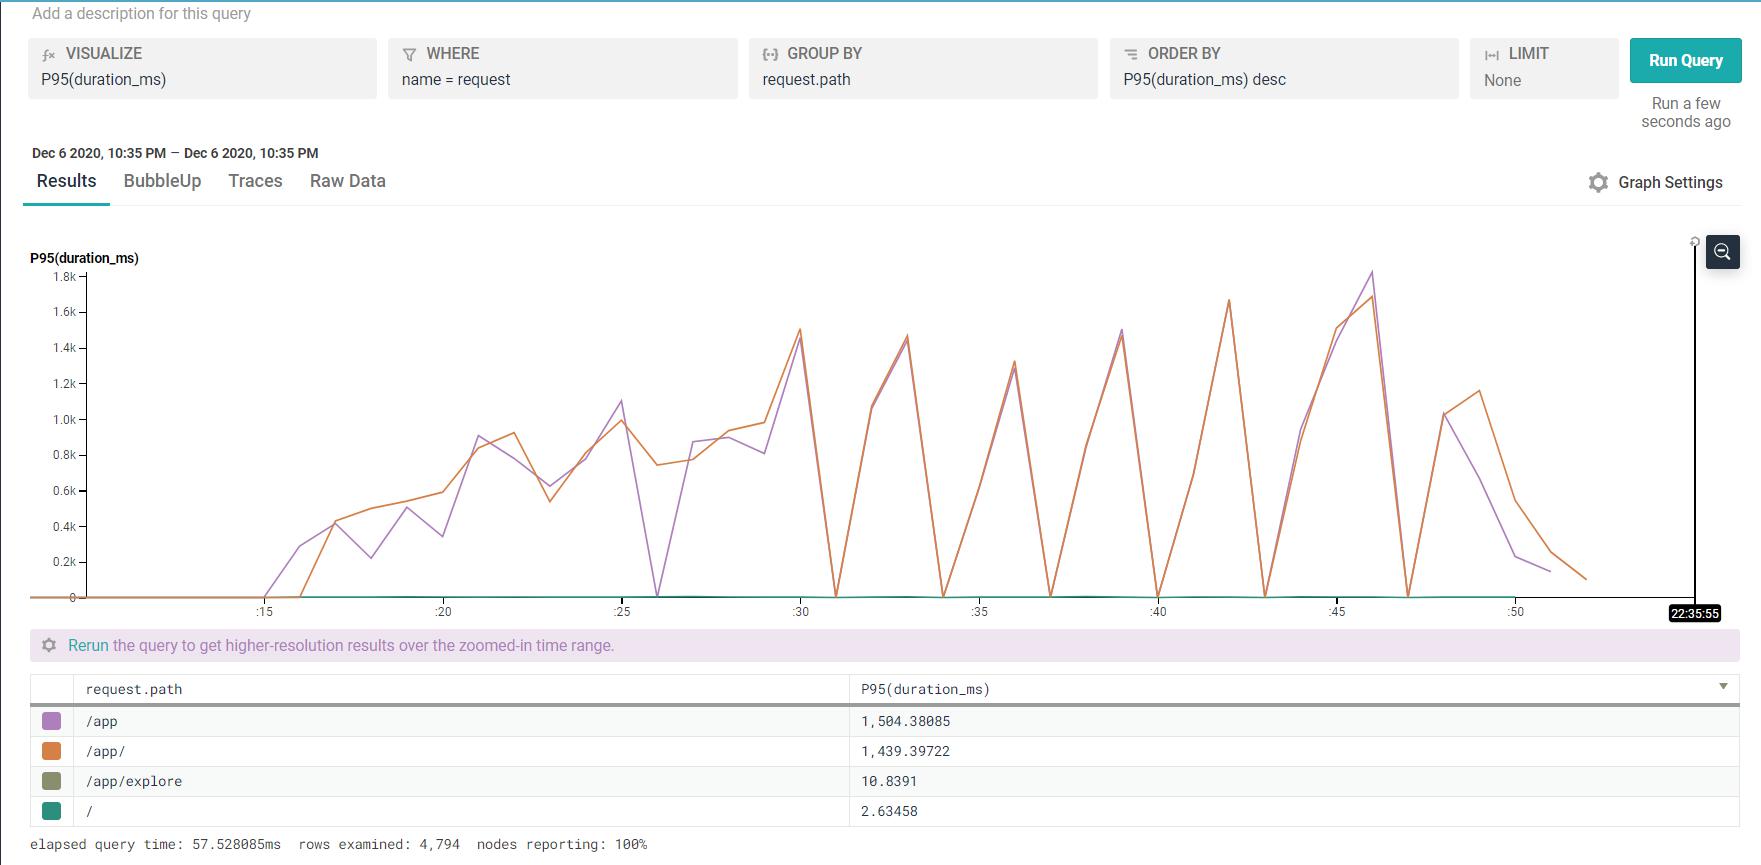 Add a description for this query
VISUALIZE
P95(duration_ms)
WHERE
name = request
GROUP BY
request.path
ORDER BY
P95(duration_ms) desc
LIMIT
None
Run Query
Run a few
seconds ago
Dec 6 2020, 10:35 PM – Dec 6 2020, 10:35 PM
Results BubbleUp Traces Raw Data
Graph Settings
P95(duration_ms)
1.8k
1.6k
1.4k
1.2k
1.0k
0.8k
0.6k
0.4k
0.2k
0
:15 :20 :25 :30 :35 :40 :45 :50 22:35:55
Rerun the query to get higher-resolution results over the zoomed-in time range.
request.path P95(duration_ms)
/app 1,504.38085
/app/ 1,439.39722
/app/explore 10.8391
/ 2.63458
elapsed query time: 57.528085ms rows examined: 4,794 nodes reporting: 100%